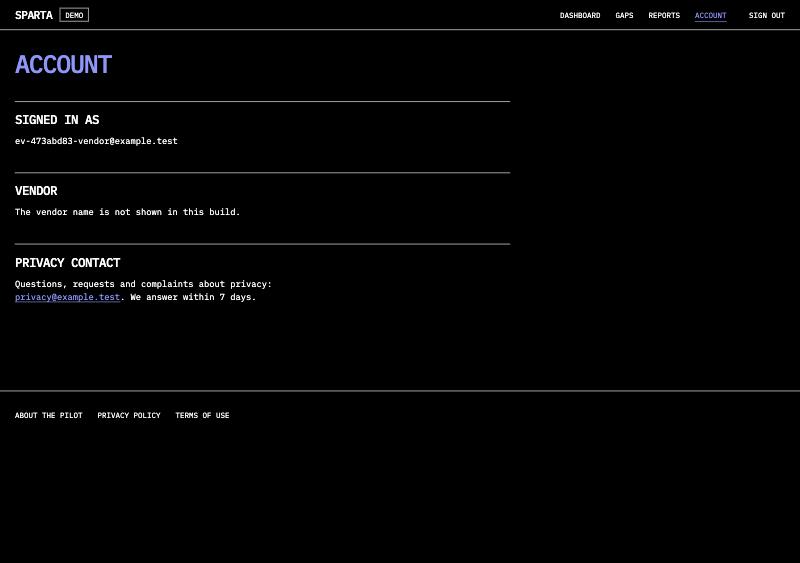 SPARTA DEMO DASHBOARD GAPS REPORTS ACCOUNT SIGN OUT
ACCOUNT
SIGNED IN AS
ev-473abd83-vendor@example.test
VENDOR
The vendor name is not shown in this build.
PRIVACY CONTACT
Questions, requests and complaints about privacy:
privacy@example.test. We answer within 7 days.
ABOUT THE PILOT PRIVACY POLICY TERMS OF USE